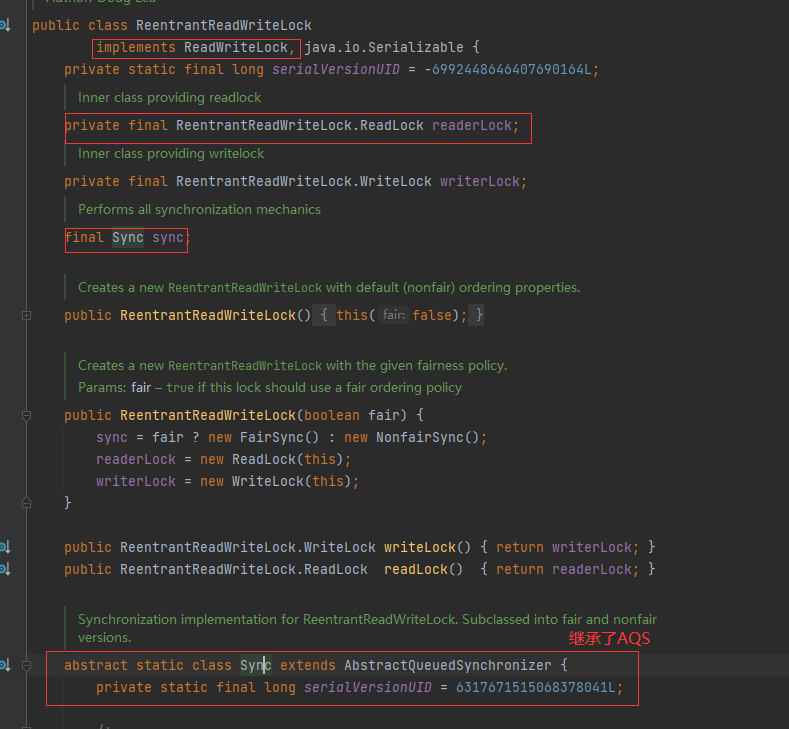 public class ReentrantReadWriteLock
implements ReadWriteLock, java.io.Serializable {
private static final long serialVersionUID = -6992448646407690164L;
Inner class providing readlock
private final ReentrantReadWriteLock.ReadLock readerLock;
Inner class providing writelock
private final ReentrantReadWriteLock.WriteLock writerLock;
Performs all synchronization mechanics
final Sync sync;
Creates a new ReentrantReadWriteLock with default (nonfair) ordering properties.
public ReentrantReadWriteLock() { this( fair: false); }
Creates a new ReentrantReadWriteLock with the given fairness policy.
Params: fair – true if this lock should use a fair ordering policy
public ReentrantReadWriteLock(boolean fair) {
sync = fair ? new FairSync() : new NonfairSync();
readerLock = new ReadLock(this);
writerLock = new WriteLock(this);
}
public ReentrantReadWriteLock.WriteLock writeLock() { return writerLock; }
public ReentrantReadWriteLock.ReadLock readLock() { return readerLock; }
Synchronization implementation for ReentrantReadWriteLock. Subclassed into fair and nonfair
versions.
继承了AQS
abstract static class Sync extends AbstractQueuedSynchronizer {
private static final long serialVersionUID = 6317671515068378041L;